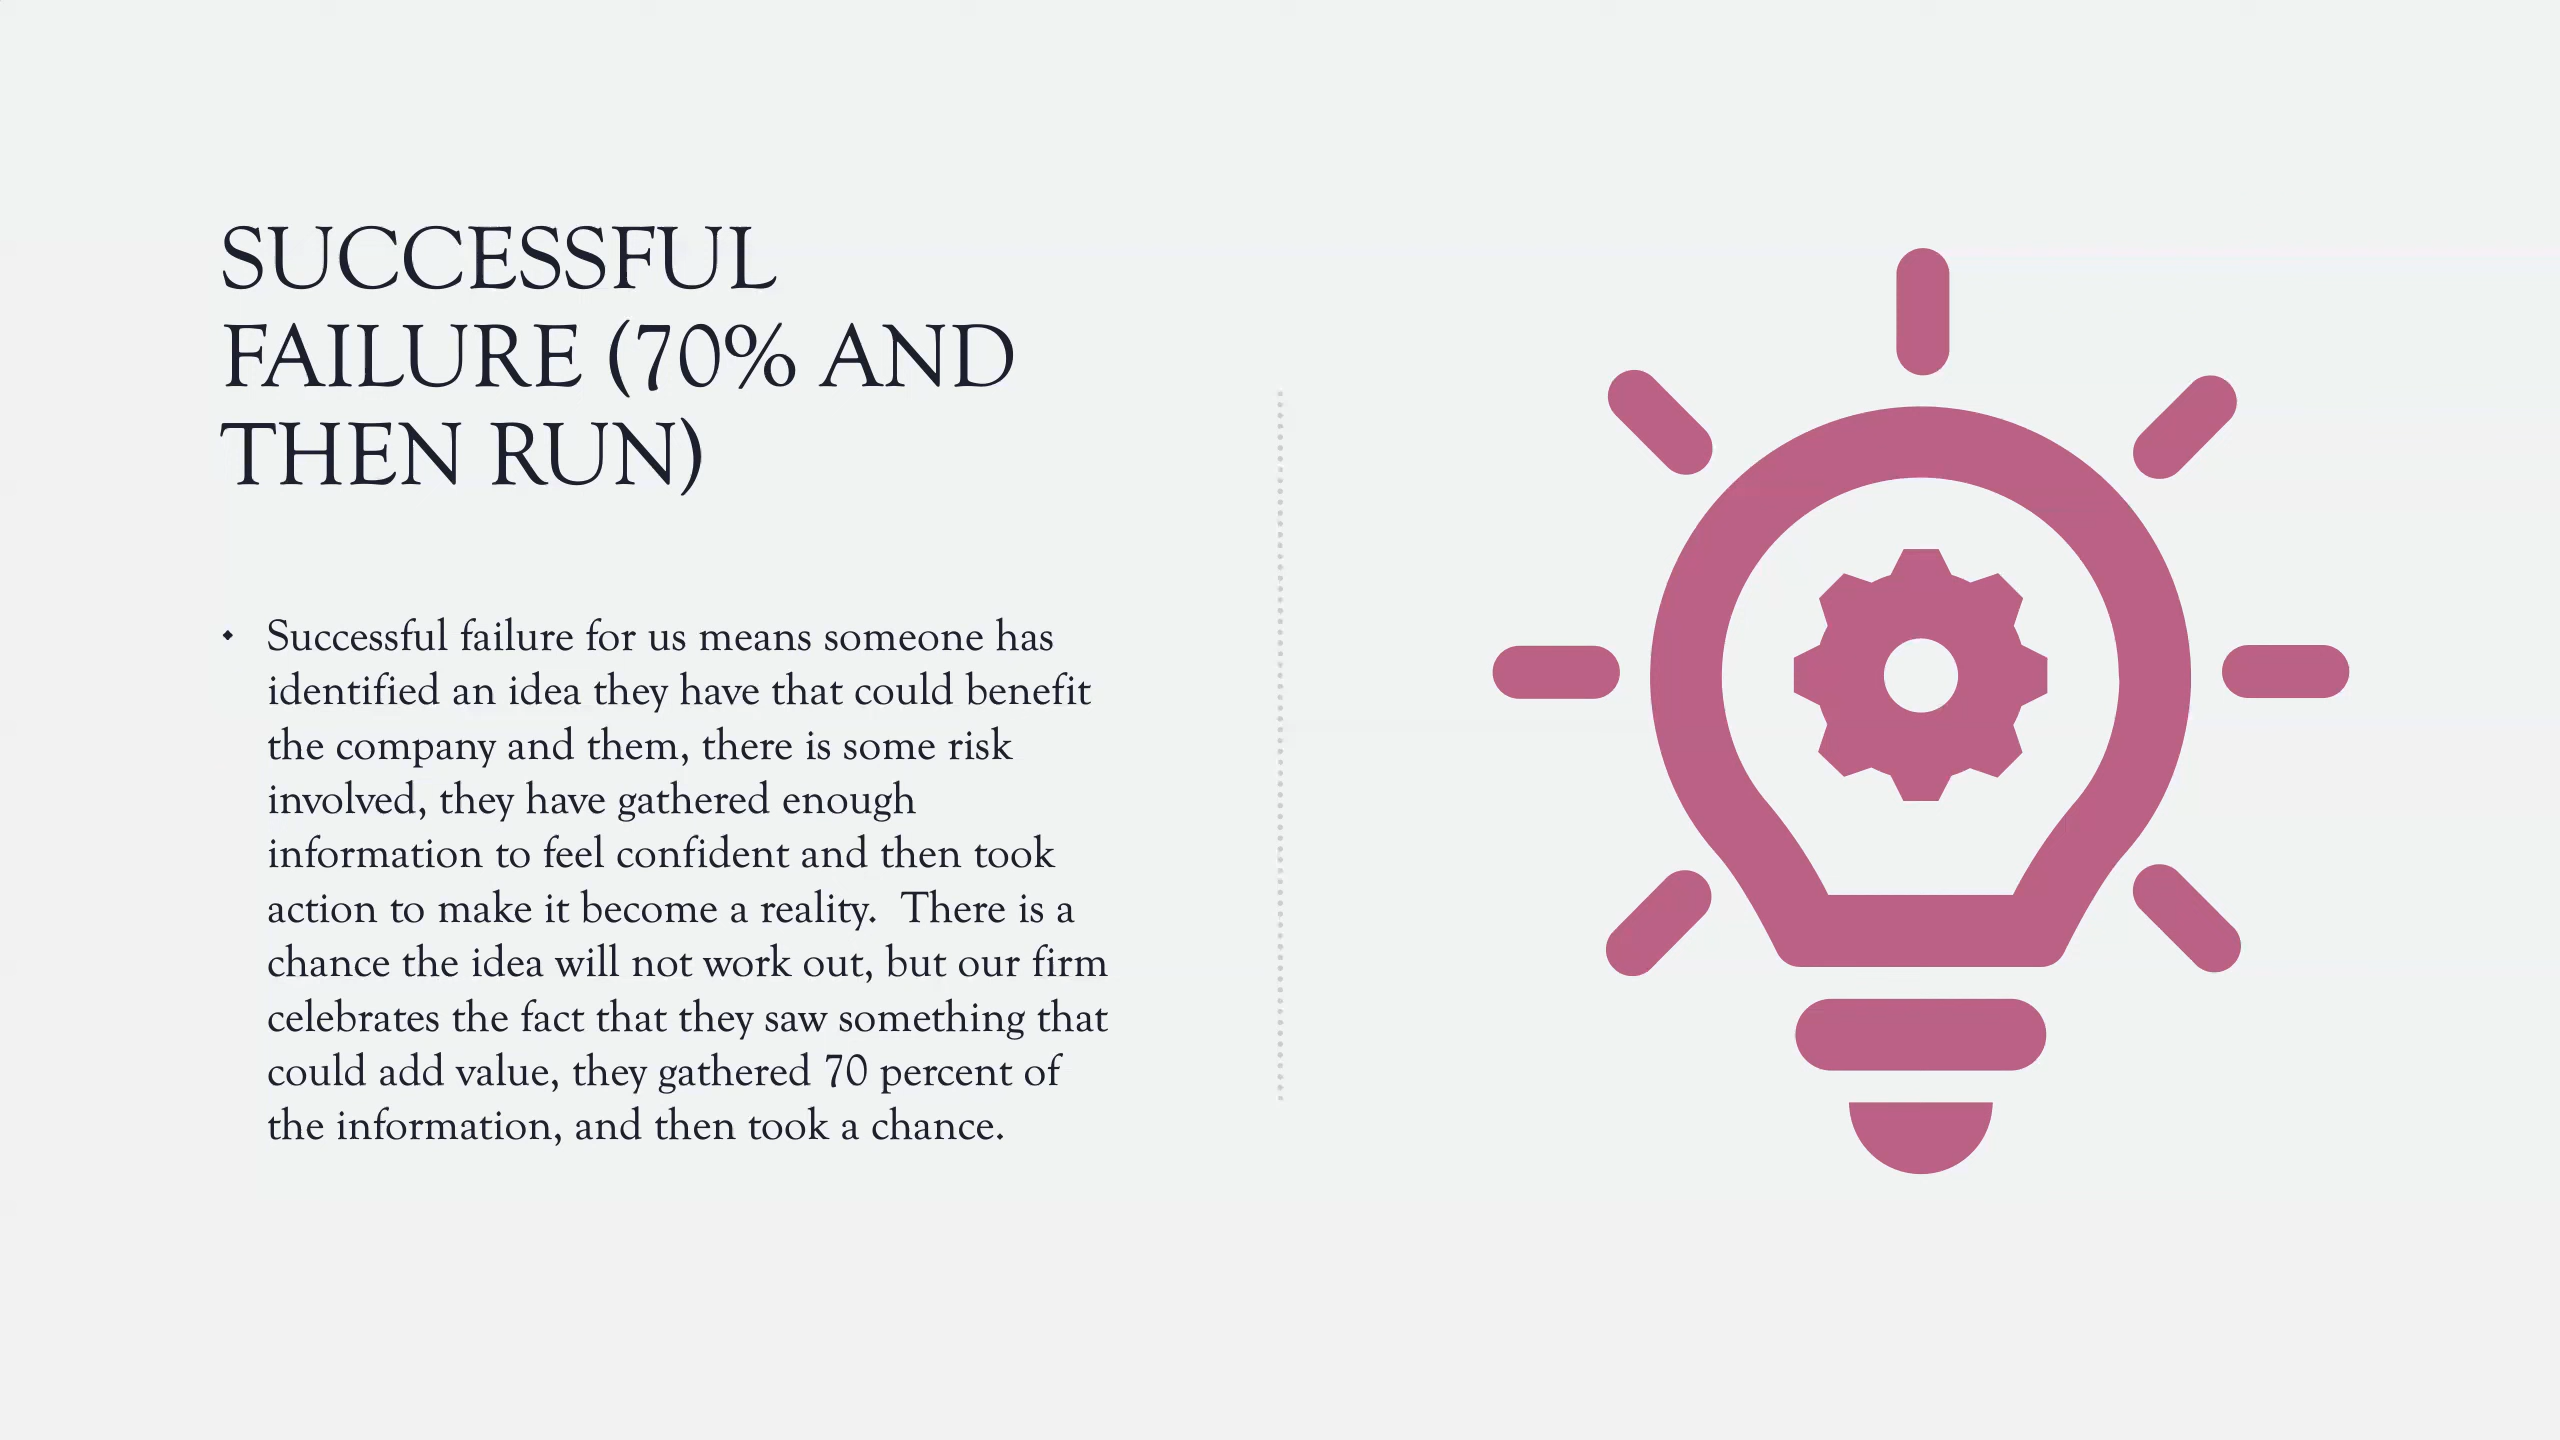 SUCCESSFUL
FAILURE (70% AND
THEN RUN)
• Successful failure for us means someone has
identified an idea they have that could benefit
the company and them, there is some risk
involved, they have gathered enough
information to feel confident and then took
action to make it become a reality.  There is a
chance the idea will not work out, but our firm
celebrates the fact that they saw something that
could add value, they gathered 70 percent of
the information, and then took a chance.